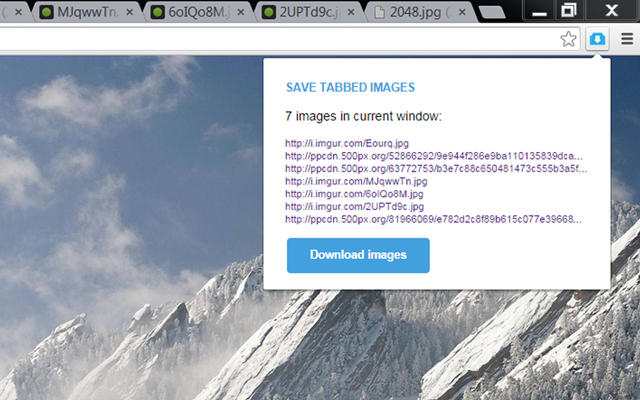 ( MJqwwTn. 6oIQo8M.j 2UPTd9c.j 2048.jpg (
SAVE TABBED IMAGES
7 images in current window:
http://i.imgur.com/Eourq.jpg
http://ppcdn.500px.org/52866292/9e944f286e9ba110135839dca...
http://ppcdn.500px.org/63772753/b3e7c88c650481473c555b3a5f...
http://i.imgur.com/MJqwwTn.jpg
http://i.imgur.com/6oIQo8M.jpg
http://i.imgur.com/2UPTd9c.jpg
http://ppcdn.500px.org/81966069/e782d2c8f89b615c077e39668...
Download images